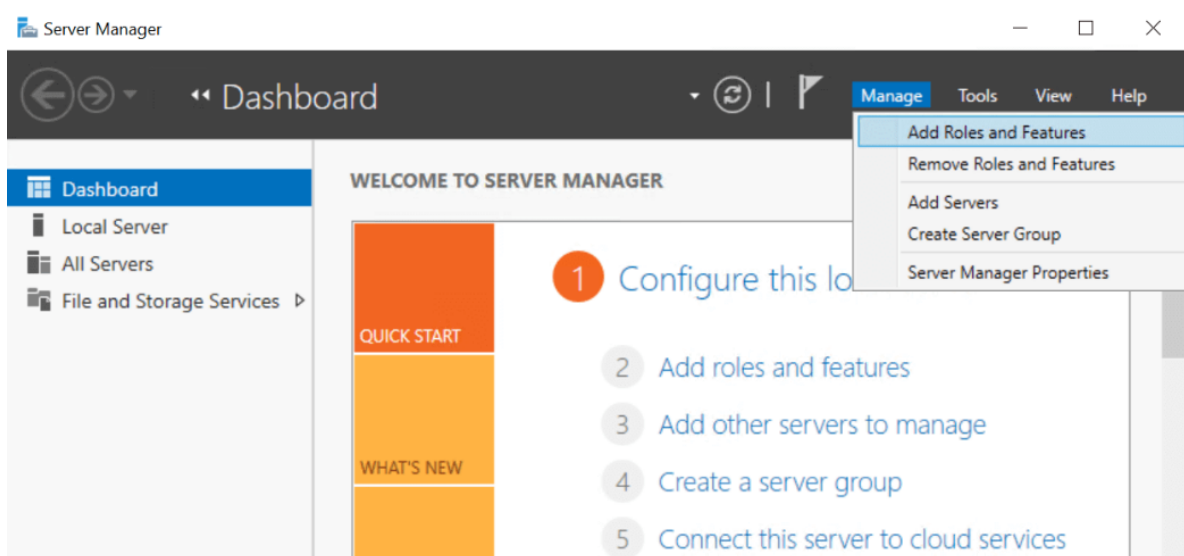 Server Manager
Dashboard
Manage Tools View Help
Add Roles and Features
Remove Roles and Features
Add Servers
Create Server Group
Server Manager Properties
Dashboard
Local Server
All Servers
File and Storage Services
WELCOME TO SERVER MANAGER
QUICK START
WHAT'S NEW
1 Configure this lo
2 Add roles and features
3 Add other servers to manage
4 Create a server group
5 Connect this server to cloud services